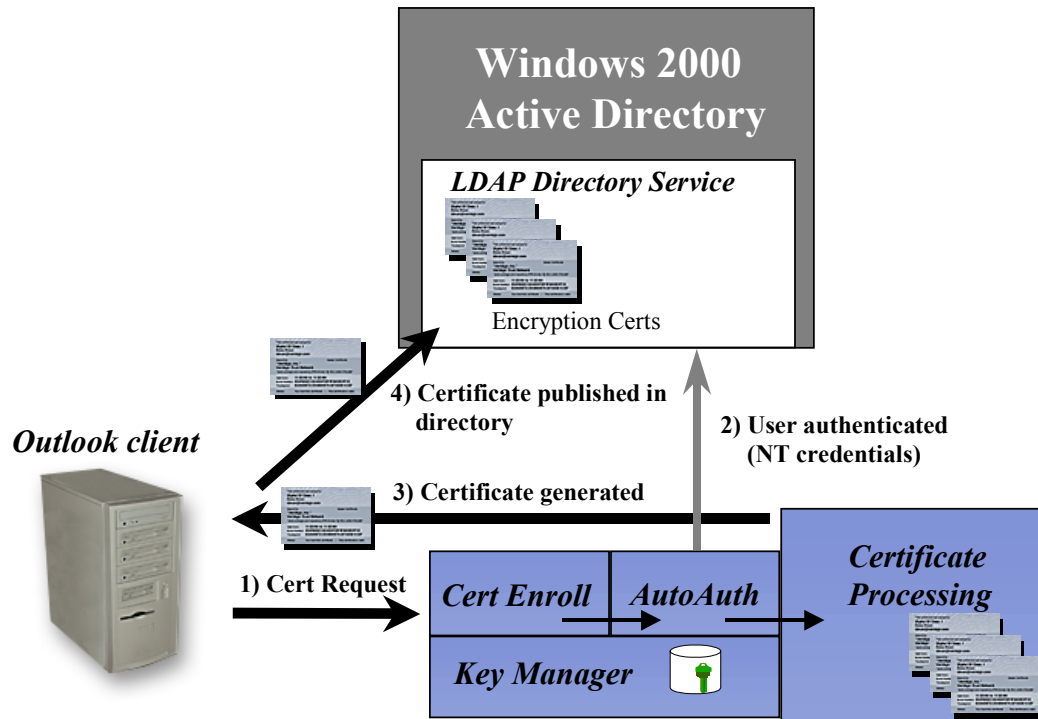 Windows 2000
Active Directory
LDAP Directory Service
Encryption Certs
4) Certificate published in
directory
2) User authenticated
(NT credentials)
Outlook client
3) Certificate generated
1) Cert Request
Cert Enroll
AutoAuth
Certificate
Processing
Key Manager